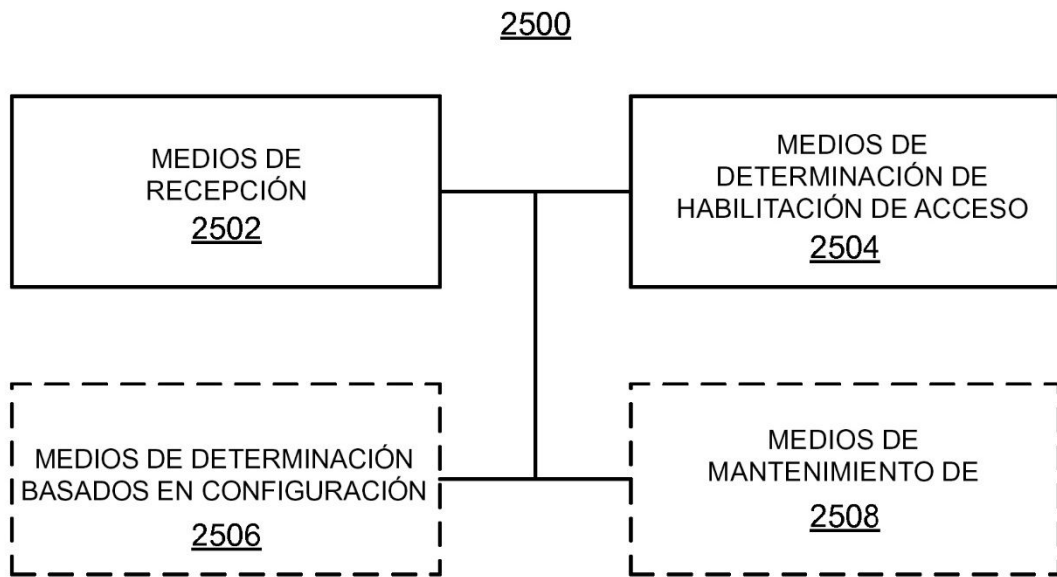 2500
MEDIOS DE
RECEPCIÓN
2502
MEDIOS DE
DETERMINACIÓN DE
HABILITACIÓN DE ACCESO
2504
MEDIOS DE DETERMINACIÓN
BASADOS EN CONFIGURACIÓN
2506
MEDIOS DE
MANTENIMIENTO DE
2508